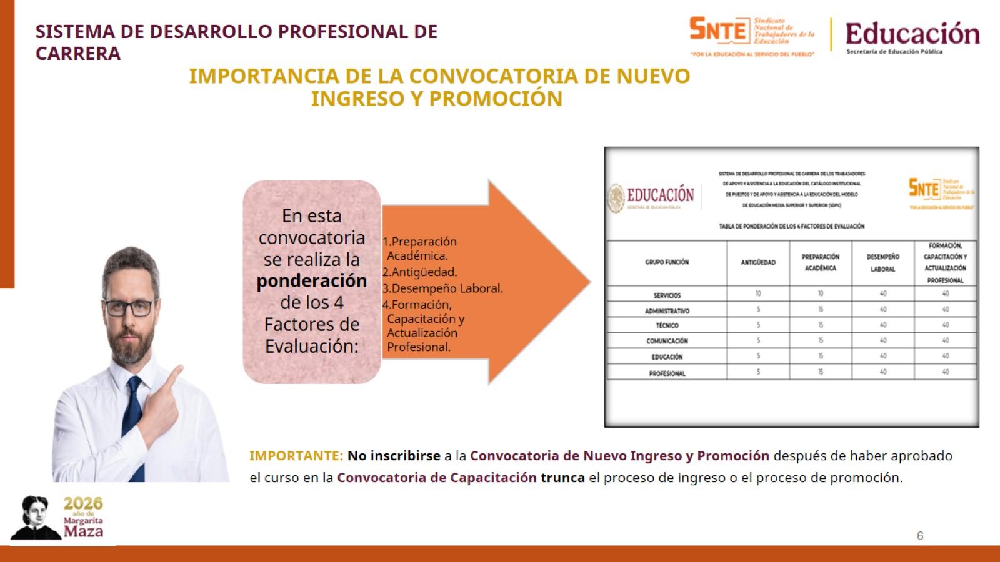 SISTEMA DE DESARROLLO PROFESIONAL DE
CARRERA
SNTE Sindicato
Nacional de
Trabajadores de la
Educación
"POR LA EDUCACIÓN AL SERVICIO DEL PUEBLO"
Educación
Secretaría de Educación Pública
IMPORTANCIA DE LA CONVOCATORIA DE NUEVO
INGRESO Y PROMOCIÓN
En esta
convocatoria
se realiza la
ponderación
de los 4
Factores de
Evaluación:
1.Preparación
Académica.
2.Antigüedad.
3.Desempeño Laboral.
4.Formación,
Capacitación y
Actualización
Profesional.
EDUCACIÓN
SECRETARÍA DE EDUCACIÓN PÚBLICA
SISTEMA DE DESARROLLO PROFESIONAL DE CARRERA DE LOS TRABAJADORES
DE APOYO Y ASISTENCIA A LA EDUCACIÓN DEL CATÁLOGO INSTITUCIONAL
DE PUESTOS Y DE APOYO Y ASISTENCIA A LA EDUCACIÓN DEL MODELO
DE EDUCACIÓN MEDIA SUPERIOR Y SUPERIOR (SDPC)
SNTE Sindicato
Nacional de
Trabajadores de la
Educación
"POR LA EDUCACIÓN AL SERVICIO DEL PUEBLO"
TABLA DE PONDERACIÓN DE LOS 4 FACTORES DE EVALUACIÓN
GRUPO FUNCIÓN ANTIGÜEDAD PREPARACIÓN ACADÉMICA DESEMPEÑO LABORAL FORMACIÓN, CAPACITACIÓN Y ACTUALIZACIÓN PROFESIONAL
SERVICIOS 10 10 40 40
ADMINISTRATIVO 5 15 40 40
TÉCNICO 5 15 40 40
COMUNICACIÓN 5 15 40 40
EDUCACIÓN 5 15 40 40
PROFESIONAL 5 15 40 40
IMPORTANTE: No inscribirse a la Convocatoria de Nuevo Ingreso y Promoción después de haber aprobado
el curso en la Convocatoria de Capacitación trunca el proceso de ingreso o el proceso de promoción.
2026
año de
Margarita
Maza
6